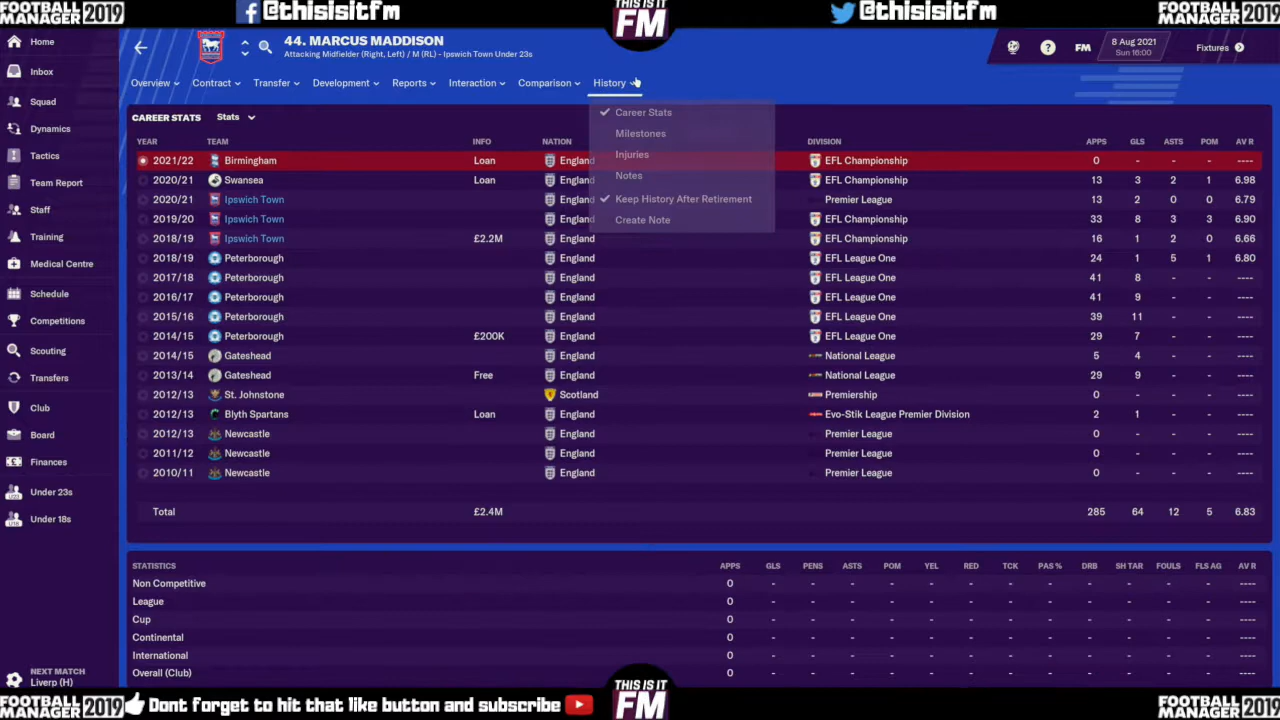 FOOTBALL MANAGER 2019
@thisisitfm
THIS IS IT FM
@thisisitfm
FOOTBALL MANAGER 2019
44. MARCUS MADDISON
Attacking Midfielder (Right, Left) / M (RL) - Ipswich Town Under 23s
FM
8 Aug 2021
Sun 16:00
Fixtures
Home
Inbox
Squad
Dynamics
Tactics
Team Report
Staff
Training
Medical Centre
Schedule
Competitions
Scouting
Transfers
Club
Board
Finances
Under 23s
Under 18s
NEXT MATCH
Liverp (H)
Overview Contract Transfer Development Reports Interaction Comparison History
Career Stats
Milestones
Injuries
Notes
Keep History After Retirement
Create Note
CAREER STATS Stats
YEAR TEAM INFO NATION DIVISION APPS GLS ASTS POM AV R
2021/22 Birmingham Loan England EFL Championship 0 - - - ----
2020/21 Swansea Loan England EFL Championship 13 3 2 1 6.98
2020/21 Ipswich Town England Premier League 13 2 0 0 6.79
2019/20 Ipswich Town England EFL Championship 33 8 3 3 6.90
2018/19 Ipswich Town £2.2M England EFL Championship 16 1 2 0 6.66
2018/19 Peterborough England EFL League One 24 1 5 1 6.80
2017/18 Peterborough England EFL League One 41 8 - - ----
2016/17 Peterborough England EFL League One 41 9 - - ----
2015/16 Peterborough England EFL League One 39 11 - - ----
2014/15 Peterborough £200K England EFL League One 29 7 - - ----
2014/15 Gateshead England National League 5 4 - - ----
2013/14 Gateshead Free England National League 29 9 - - ----
2012/13 St. Johnstone Scotland Premiership 0 - - - ----
2012/13 Blyth Spartans Loan England Evo-Stik League Premier Division 2 1 - - ----
2012/13 Newcastle England Premier League 0 - - - ----
2011/12 Newcastle England Premier League 0 - - - ----
2010/11 Newcastle England Premier League 0 - - - ----
Total £2.4M 285 64 12 5 6.83
STATISTICS APPS GLS PENS ASTS POM YEL RED TCK PAS % DRB SH TAR FOULS FLS AG AV R
Non Competitive 0 - - - - - - - - - - - - ----
League 0 - - - - - - - - - - - - ----
Cup 0 - - - - - - - - - - - - ----
Continental 0 - - - - - - - - - - - - ----
International 0 - - - - - - - - - - - - ----
Overall (Club) 0 - - - - - - - - - - - - ----
FOOTBALL MANAGER 2019
Dont forget to hit that like button and subscribe
THIS IS IT FM
FOOTBALL MANAGER 2019